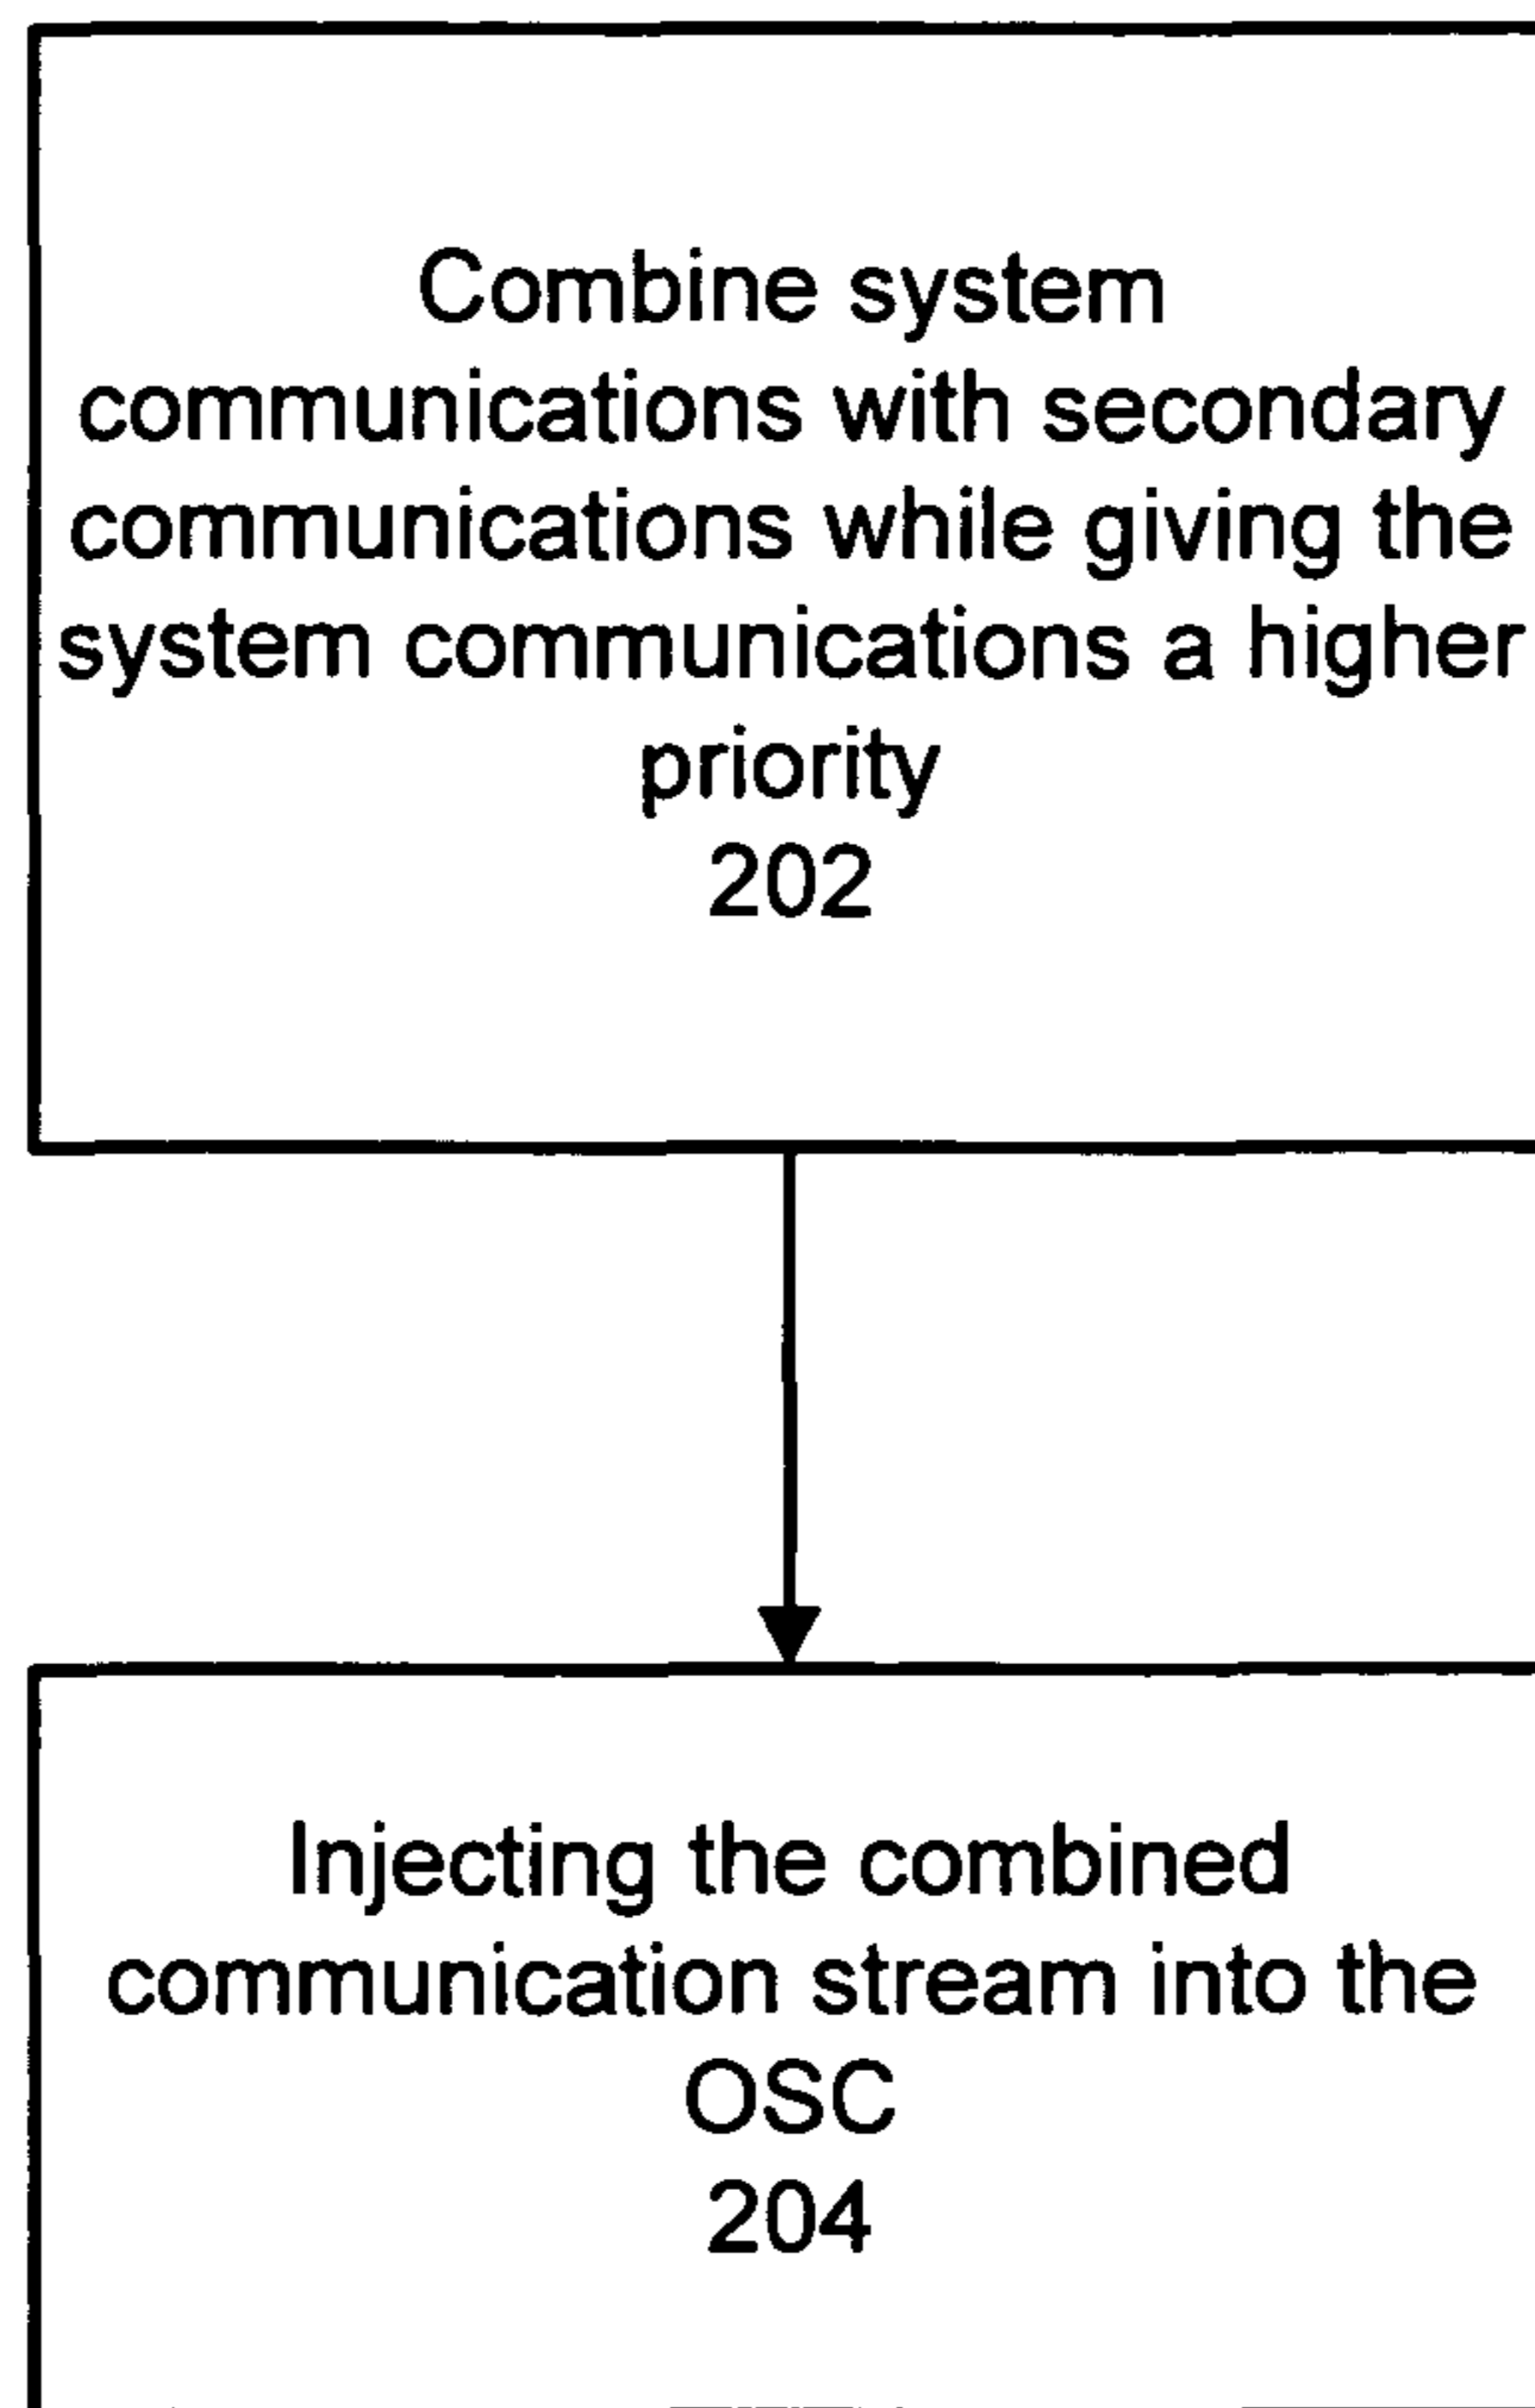 Combine system
communications with secondary
communications while giving the
system communications a higher
priority
202
Injecting the combined
communication stream into the
OSC
204